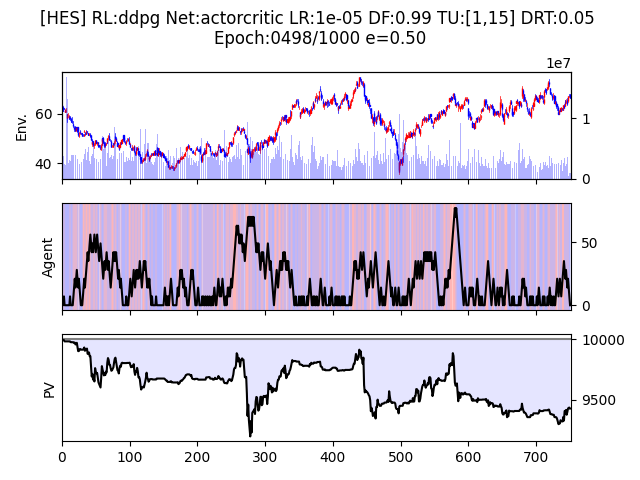 [HES] RL:ddpg Net:actorcritic LR:1e-05 DF:0.99 TU:[1,15] DRT:0.05
Epoch:0498/1000 e=0.50
1e7
Env.
60
40
1
0
Agent
50
0
PV
10000
9500
0 100 200 300 400 500 600 700